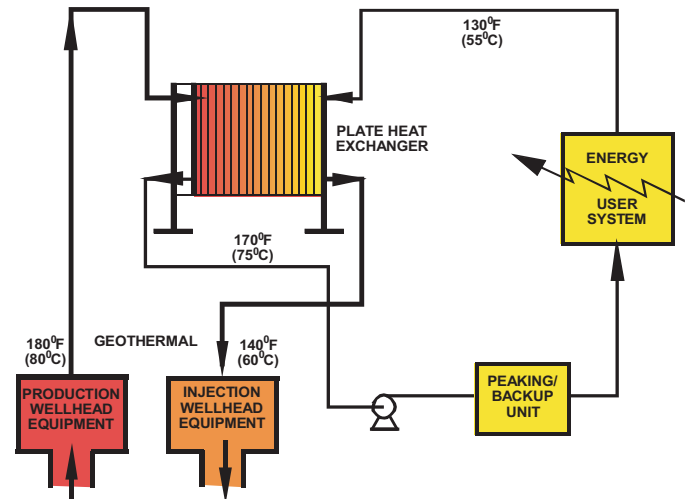 130⁰F
(55⁰C)
PLATE HEAT
EXCHANGER
ENERGY
USER
SYSTEM
170⁰F
(75⁰C)
180⁰F
(80⁰C)
GEOTHERMAL
140⁰F
(60⁰C)
PRODUCTION
WELLHEAD
EQUIPMENT
INJECTION
WELLHEAD
EQUIPMENT
PEAKING/
BACKUP
UNIT